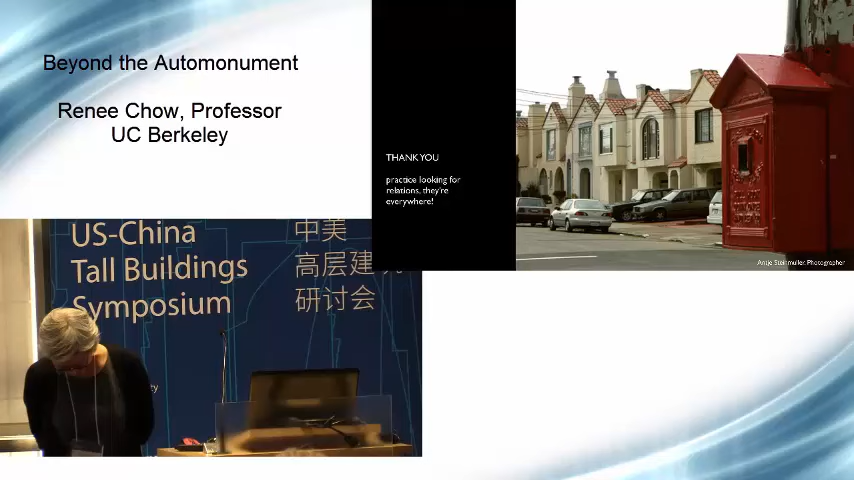 Beyond the Automonument
Renee Chow, Professor
UC Berkeley
THANK YOU
practice looking for
relations, they're
everywhere!
Antje Steinmuller, Photographer
US-China
Tall Buildings
Symposium
中美
高层建
研讨会